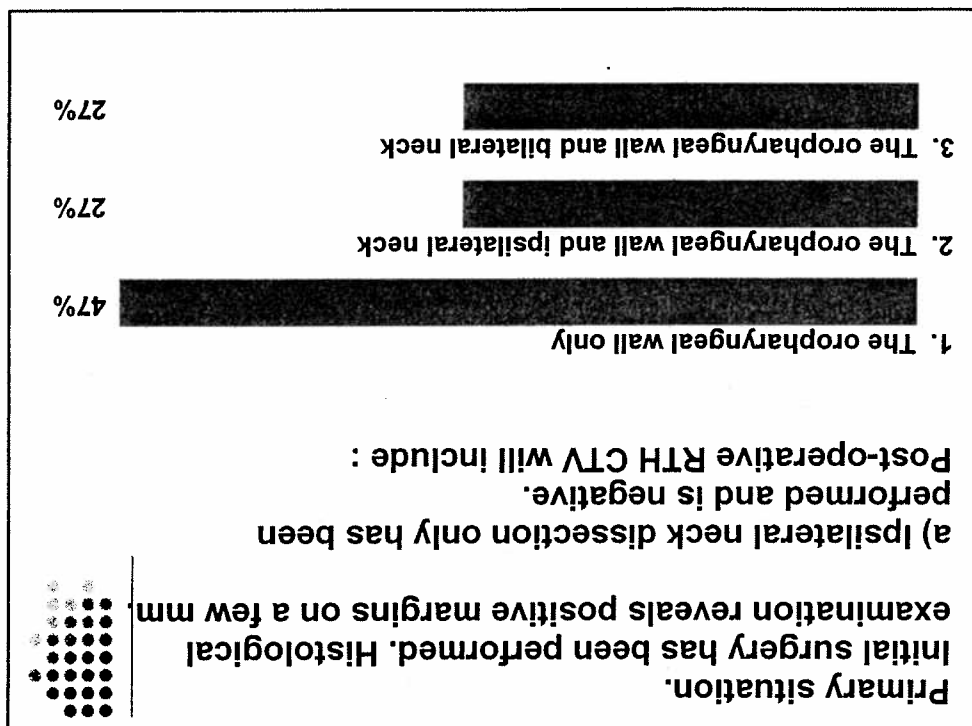 Primary situation.
Initial surgery has been performed. Histological
examination reveals positive margins on a few mm.
a) Ipsilateral neck dissection only has been
performed and is negative.
Post-operative RTH CTV will include :
1. The oropharyngeal wall only
47%
2. The oropharyngeal wall and ipsilateral neck
27%
3. The oropharyngeal wall and bilateral neck
27%